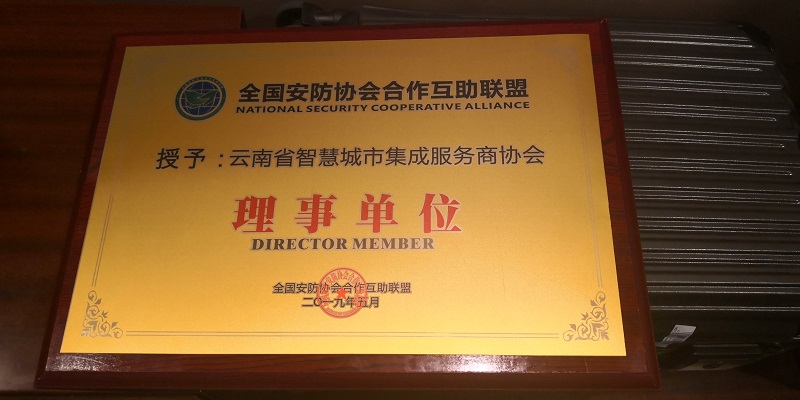 全国安防协会合作互助联盟
NATIONAL SECURITY COOPERATIVE ALLIANCE
授予：云南省智慧城市集成服务商协会
理事单位
DIRECTOR MEMBER
全国安防协会合作互助联盟
二〇一九年五月